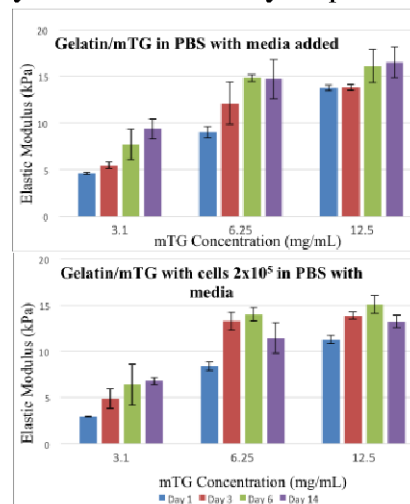 Gelatin/mTG in PBS with media added
Elastic Modulus (kPa)
20
15
10
5
0
3.1
6.25
12.5
mTG Concentration (mg/mL)
Gelatin/mTG with cells 2x10⁵ in PBS with
media
Elastic Modulus (kPa)
20
15
10
5
0
3.1
6.25
12.5
mTG Concentration (mg/mL)
Day 1 Day 3 Day 6 Day 14